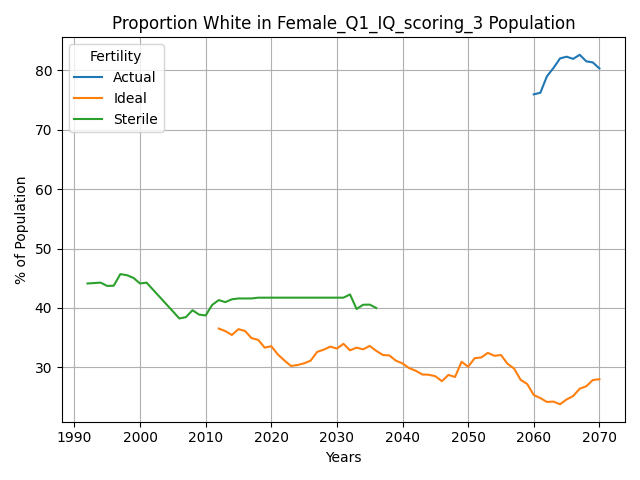 Proportion White in Female_Q1_IQ_scoring_3 Population
Fertility
Actual
Ideal
Sterile
% of Population
80
70
60
50
40
30
1990 2000 2010 2020 2030 2040 2050 2060 2070
Years